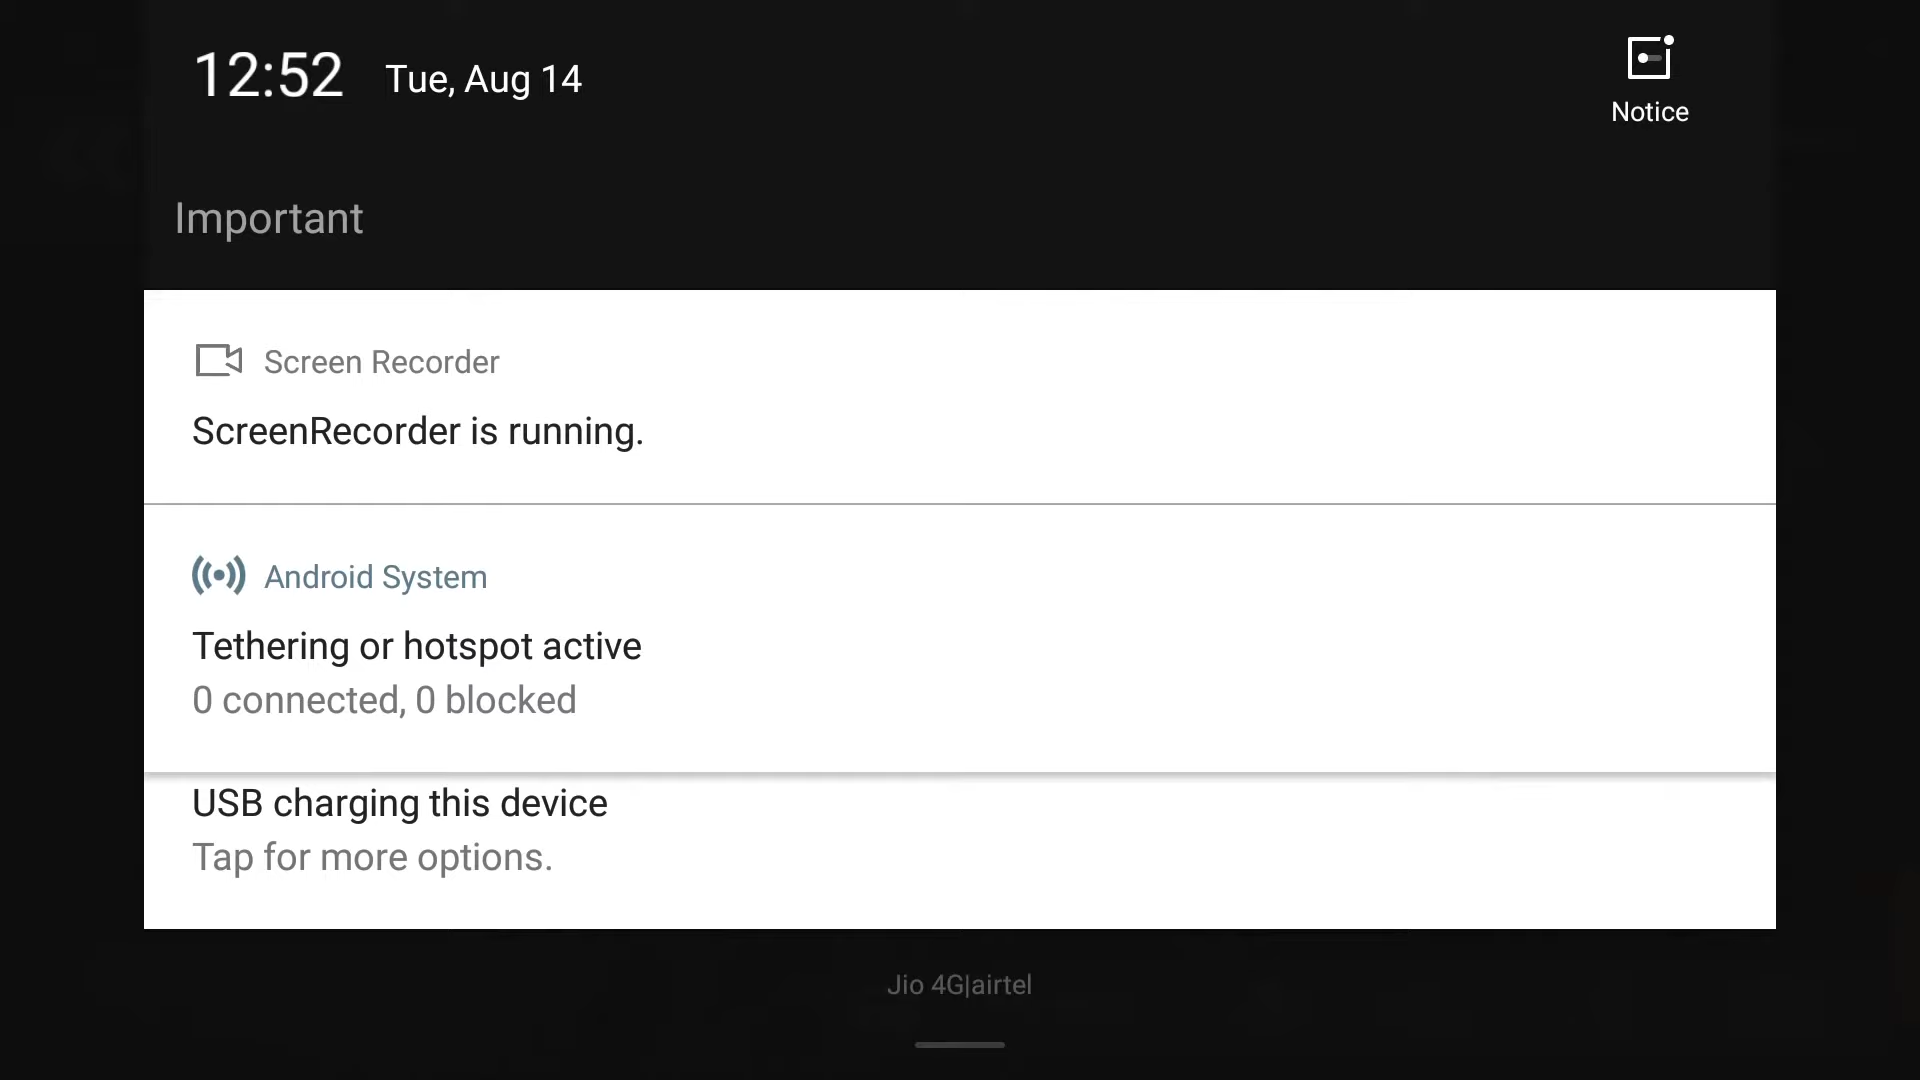 12:52 Tue, Aug 14
Notice
Important
Screen Recorder
ScreenRecorder is running.
Android System
Tethering or hotspot active
0 connected, 0 blocked
USB charging this device
Tap for more options.
Jio 4G|airtel